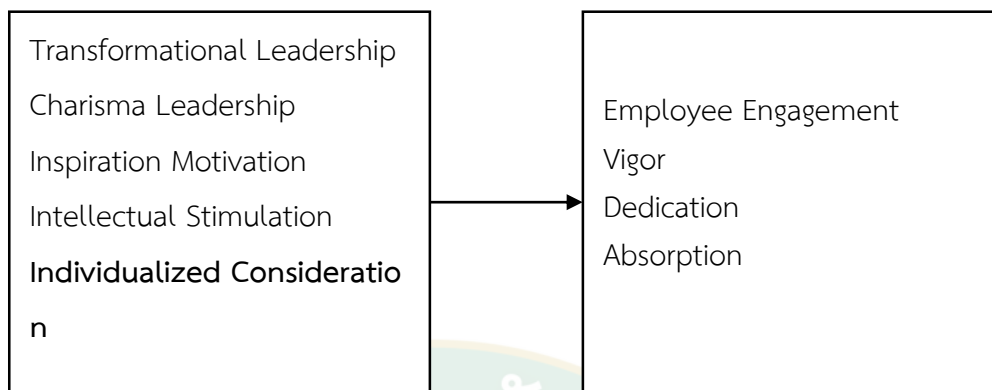 Transformational Leadership
Charisma Leadership
Inspiration Motivation
Intellectual Stimulation
Individualized Consideratio
n
Employee Engagement
Vigor
Dedication
Absorption